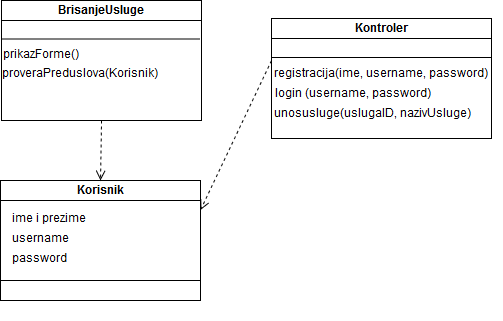 BrisanjeUsluge
prikazForme()
proveraPreduslova(Korisnik)
Kontroler
registracija(ime, username, password)
login (username, password)
unosusluge(uslugaID, nazivUsluge)
Korisnik
ime i prezime
username
password